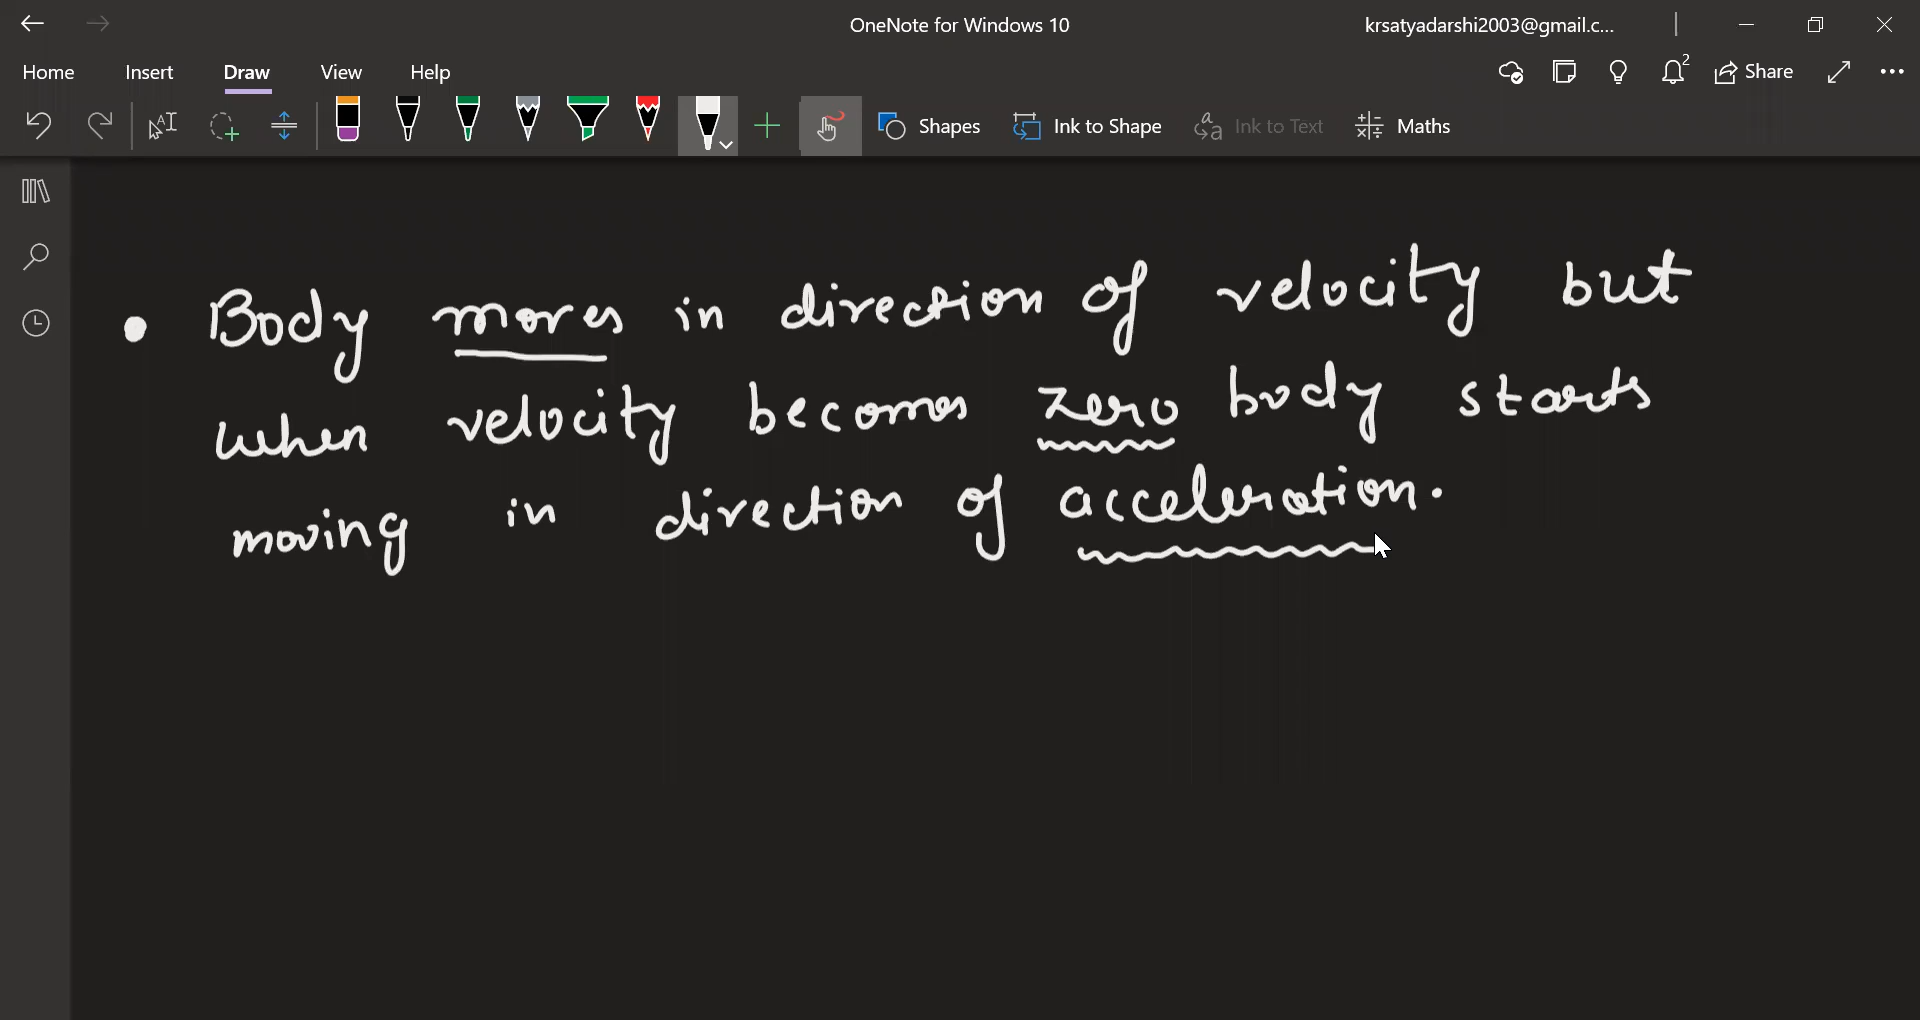 OneNote for Windows 10
krsatyadarshi2003@gmail.c...
Home Insert Draw View Help
2 Share
Shapes Ink to Shape Ink to Text Maths
• Body moves in direction of velocity but
when velocity becomes zero body starts
moving in direction of acceleration.